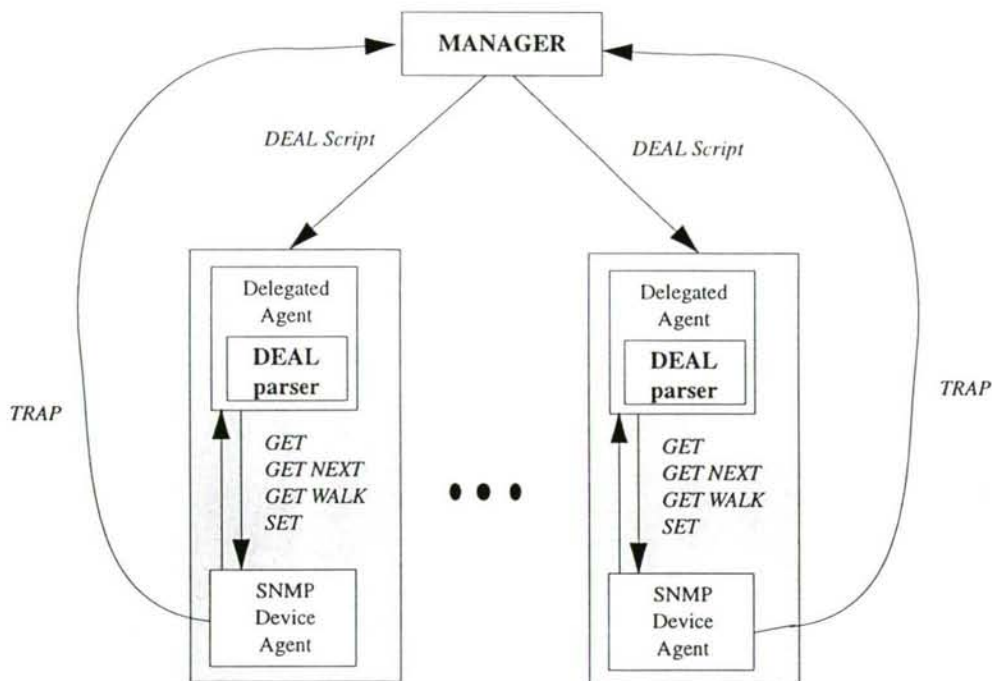 MANAGER
DEAL Script
DEAL Script
Delegated
Agent
DEAL
parser
Delegated
Agent
DEAL
parser
TRAP
TRAP
GET
GET NEXT
GET WALK
SET
GET
GET NEXT
GET WALK
SET
SNMP
Device
Agent
SNMP
Device
Agent